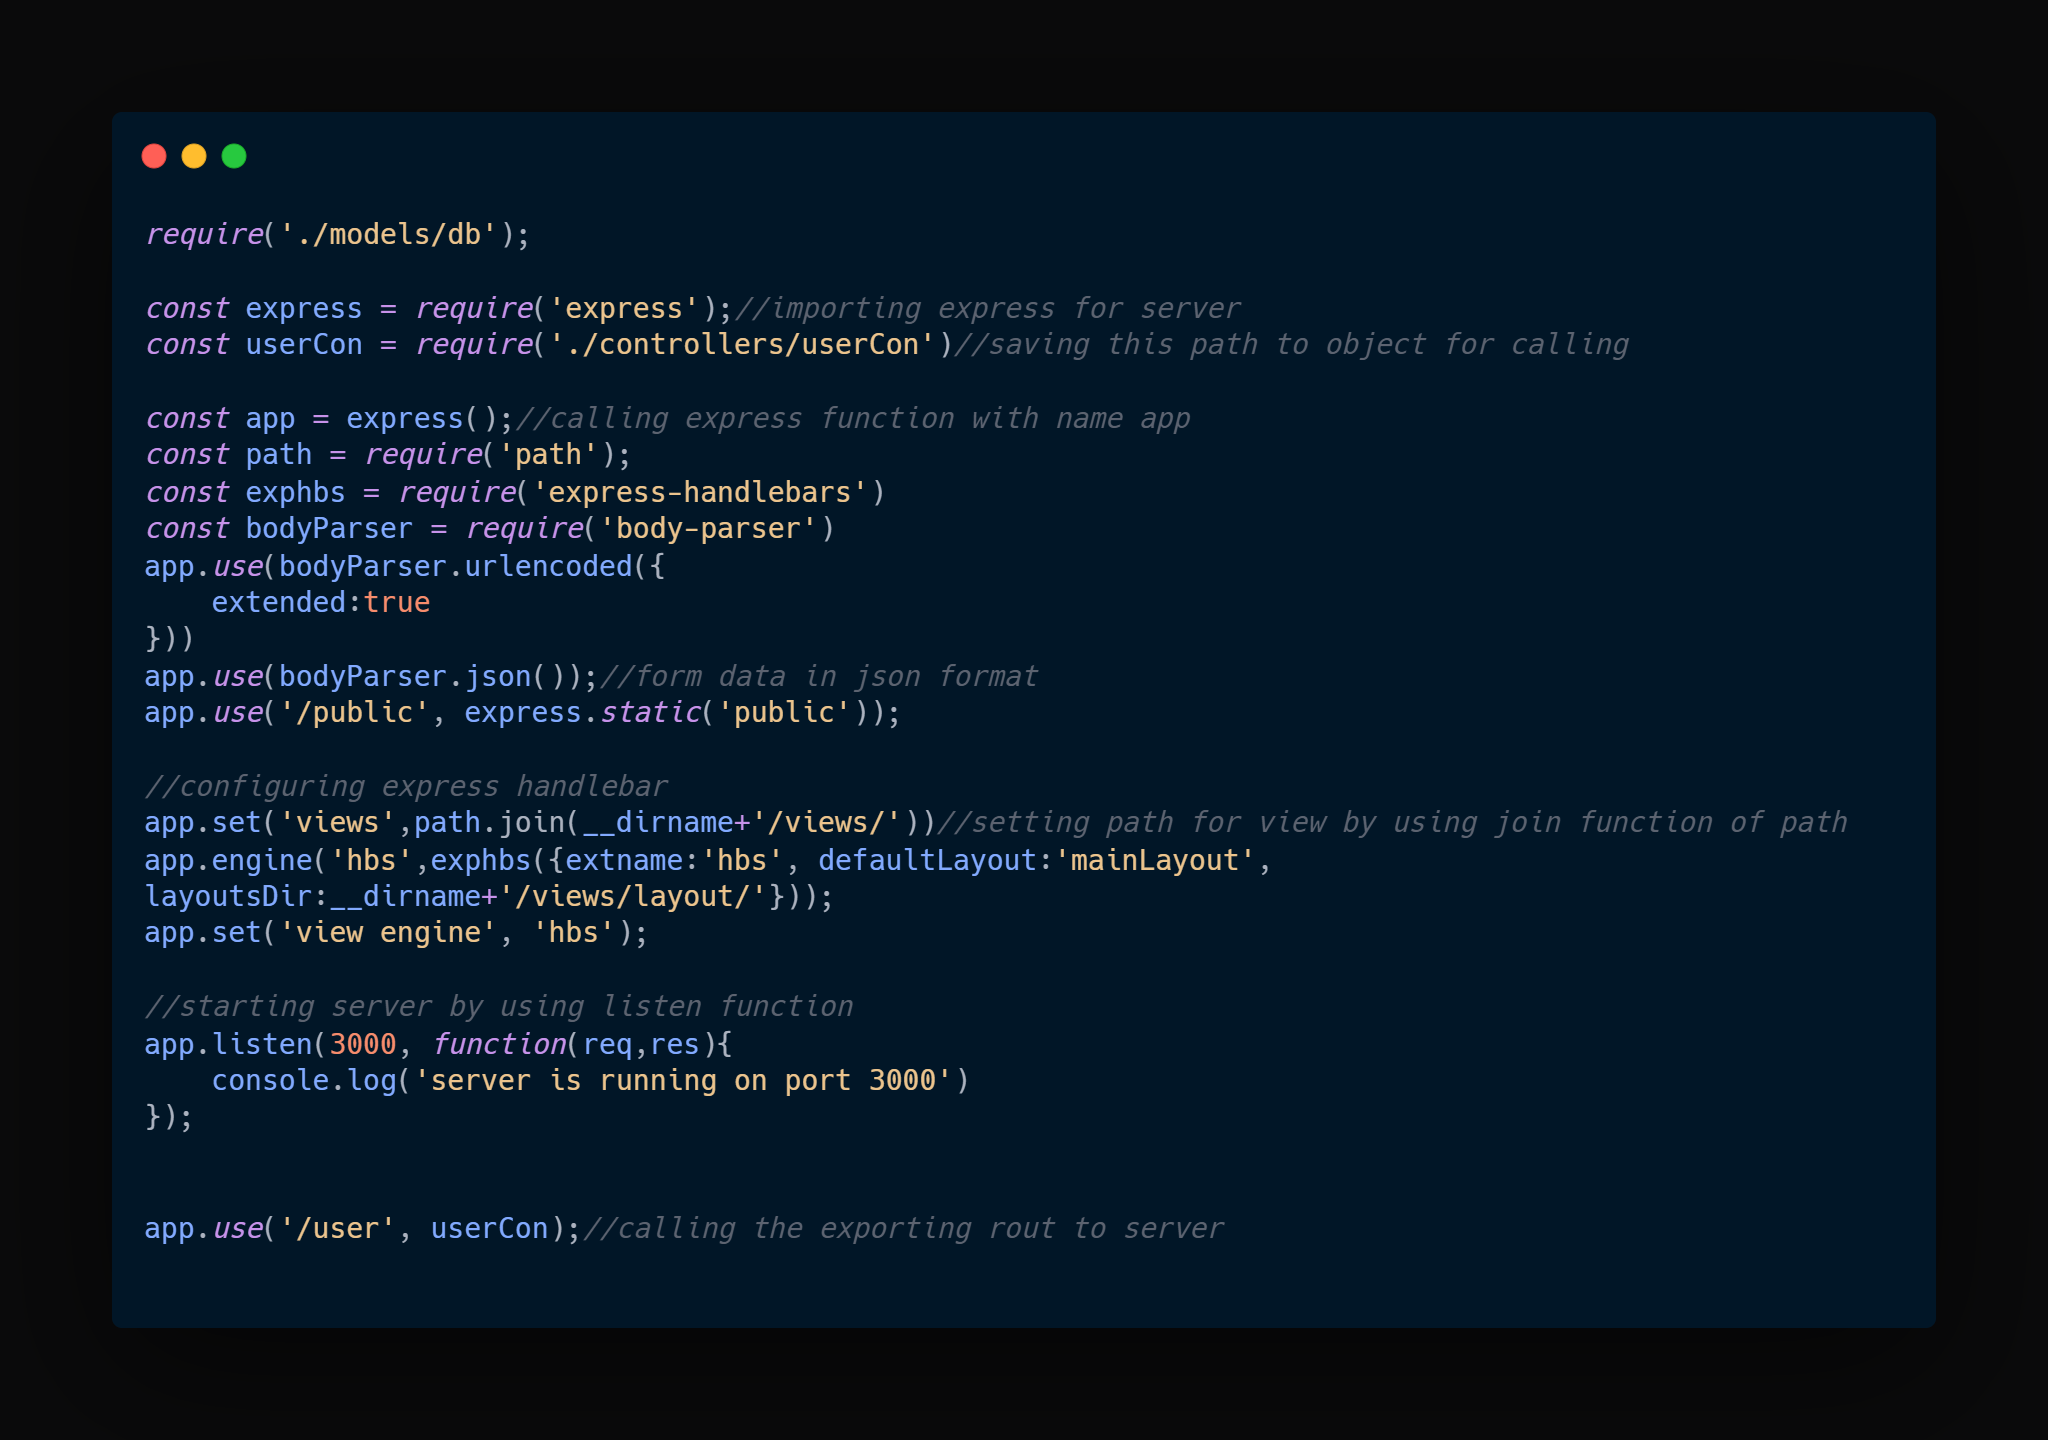 require('./models/db');
const express = require('express');//importing express for server
const userCon = require('./controllers/userCon')//saving this path to object for calling
const app = express();//calling express function with name app
const path = require('path');
const exphbs = require('express-handlebars')
const bodyParser = require('body-parser')
app.use(bodyParser.urlencoded({
    extended:true
}))
app.use(bodyParser.json());//form data in json format
app.use('/public', express.static('public'));
//configuring express handlebar
app.set('views',path.join(__dirname+'/views/'))//setting path for view by using join function of path
app.engine('hbs',exphbs({extname:'hbs', defaultLayout:'mainLayout',
layoutsDir:__dirname+'/views/layout/'}));
app.set('view engine', 'hbs');
//starting server by using listen function
app.listen(3000, function(req,res){
    console.log('server is running on port 3000')
});
app.use('/user', userCon);//calling the exporting rout to server